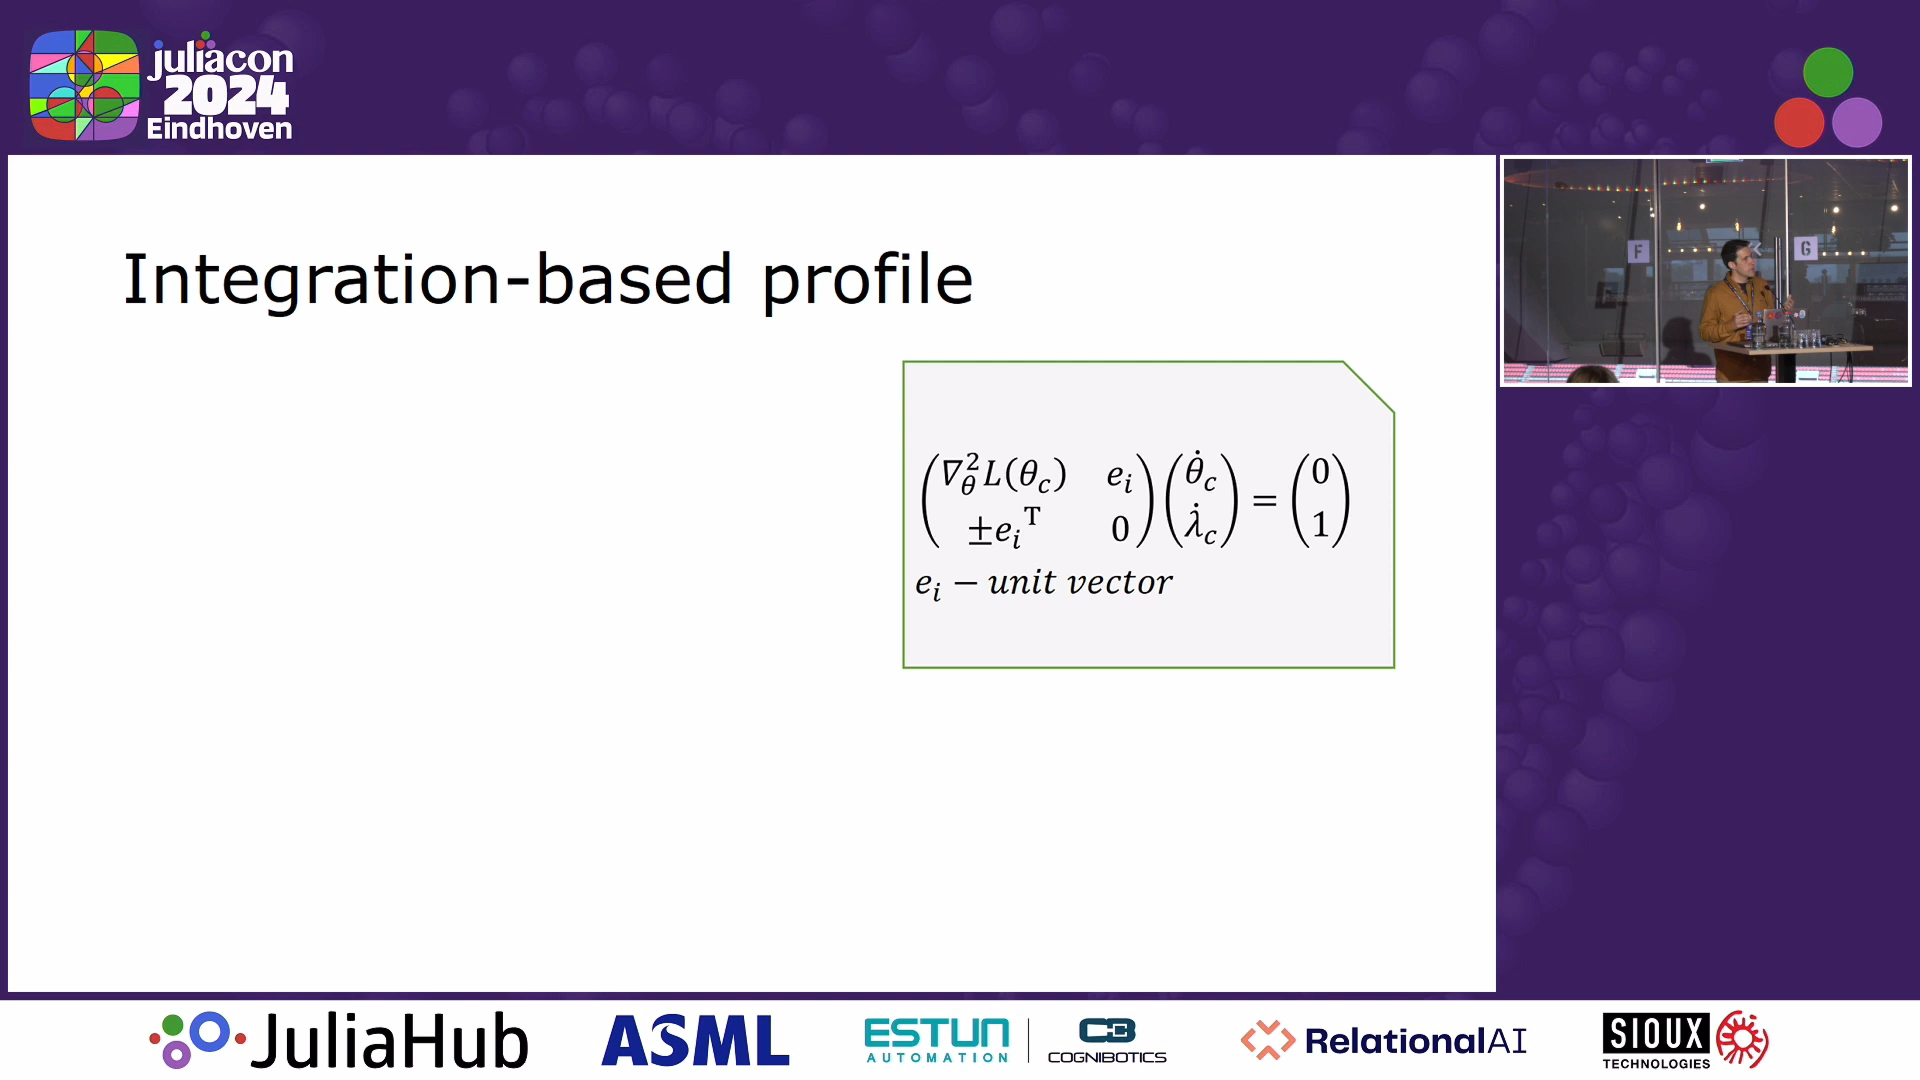 juliacon
2024
Eindhoven
Integration-based profile
F
G
(∇²_θ L(θ_c) e_i) (θ̇_c) = (0)
(±e_i^T 0) (λ̇_c) (1)
e_i − unit vector
JuliaHub
ASML
ESTUN
AUTOMATION
COGNIBOTICS
RelationalAI
SIOUX
TECHNOLOGIES